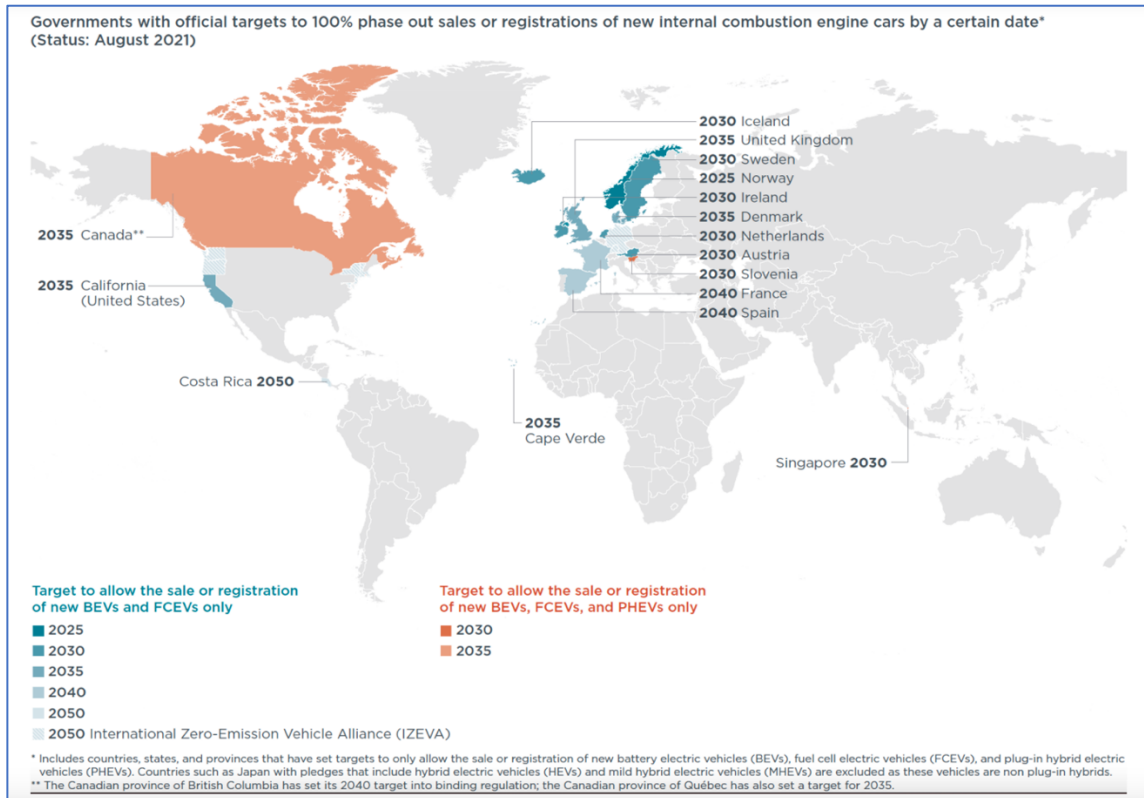 Governments with official targets to 100% phase out sales or registrations of new internal combustion engine cars by a certain date*
(Status: August 2021)
2030 Iceland
2035 United Kingdom
2030 Sweden
2025 Norway
2030 Ireland
2035 Denmark
2030 Netherlands
2030 Austria
2030 Slovenia
2040 France
2040 Spain
2035 Canada**
2035 California
(United States)
Costa Rica 2050
2035
Cape Verde
Singapore 2030
Target to allow the sale or registration
of new BEVs and FCEVs only
2025
2030
2035
2040
2050
2050 International Zero-Emission Vehicle Alliance (IZEVA)
Target to allow the sale or registration
of new BEVs, FCEVs, and PHEVs only
2030
2035
* Includes countries, states, and provinces that have set targets to only allow the sale or registration of new battery electric vehicles (BEVs), fuel cell electric vehicles (FCEVs), and plug-in hybrid electric
vehicles (PHEVs). Countries such as Japan with pledges that include hybrid electric vehicles (HEVs) and mild hybrid electric vehicles (MHEVs) are excluded as these vehicles are non plug-in hybrids.
** The Canadian province of British Columbia has set its 2040 target into binding regulation; the Canadian province of Québec has also set a target for 2035.